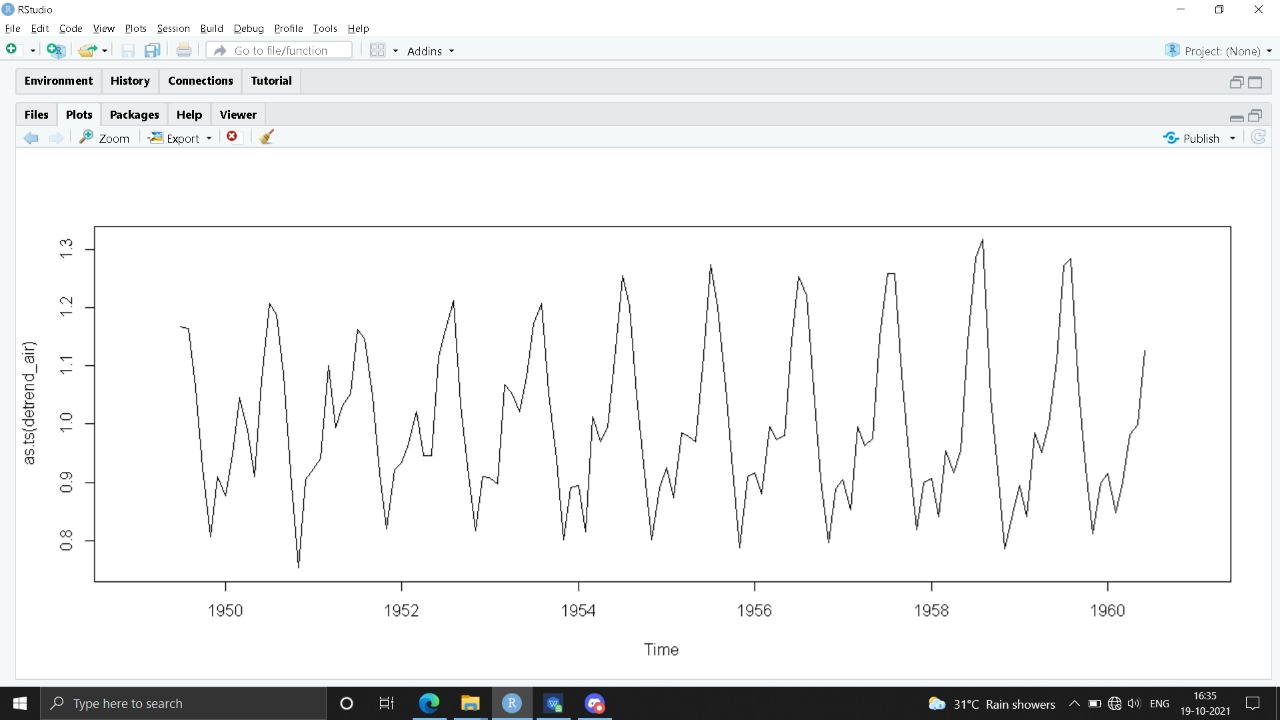 RStudio
File Edit Code View Plots Session Build Debug Profile Tools Help
Go to file/function Addins Project: (None)
Environment History Connections Tutorial
Files Plots Packages Help Viewer
Zoom Export Publish
1.3
1.2
1.1
1.0
0.9
0.8
as.ts(detrend_air)
1950 1952 1954 1956 1958 1960
Time
Type here to search
31°C Rain showers ENG 16:35
19-10-2021